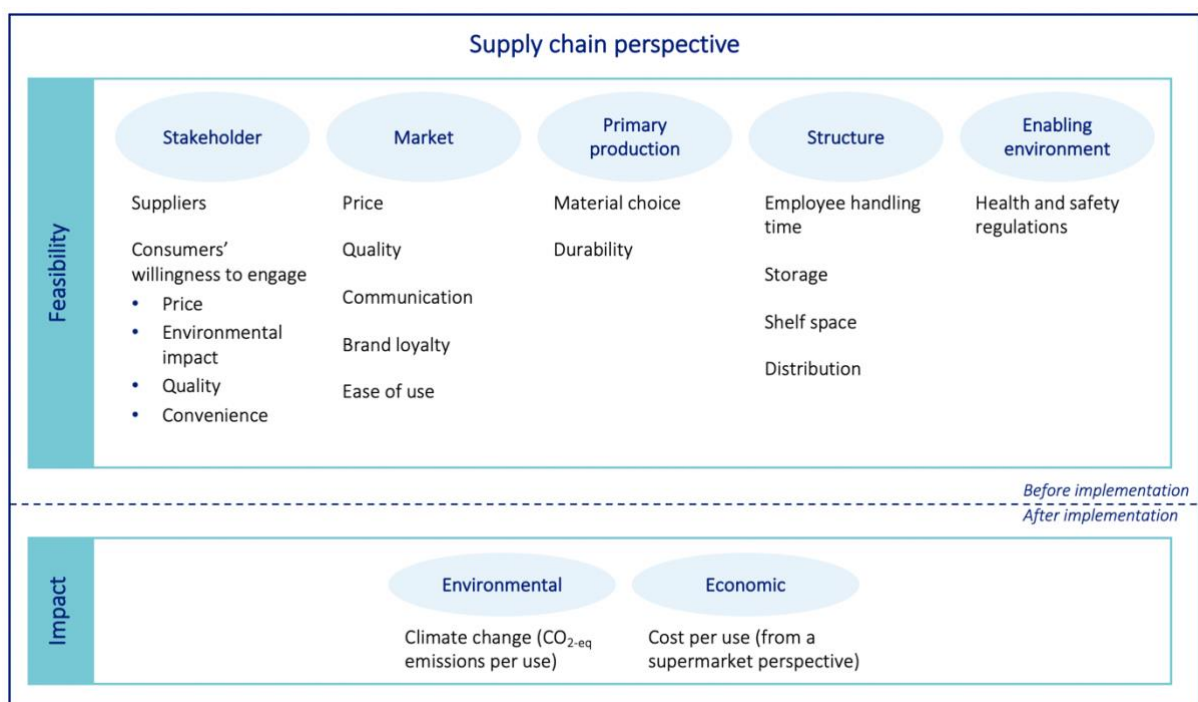 Supply chain perspective
Feasibility
Stakeholder
Suppliers
Consumers’
willingness to engage
• Price
• Environmental
impact
• Quality
• Convenience
Market
Price
Quality
Communication
Brand loyalty
Ease of use
Primary
production
Material choice
Durability
Structure
Employee handling
time
Storage
Shelf space
Distribution
Enabling
environment
Health and safety
regulations
Before implementation
After implementation
Impact
Environmental
Climate change (CO₂₋eq
emissions per use)
Economic
Cost per use (from a
supermarket perspective)